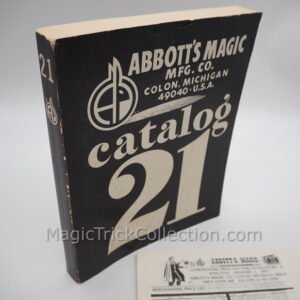 21
ABBOTT'S MAGIC
MFG. CO.
COLON, MICHIGAN
49040 · U.S.A.
catalog
21
MagicTrickCollection.com
ABBOTT'S MAGIC